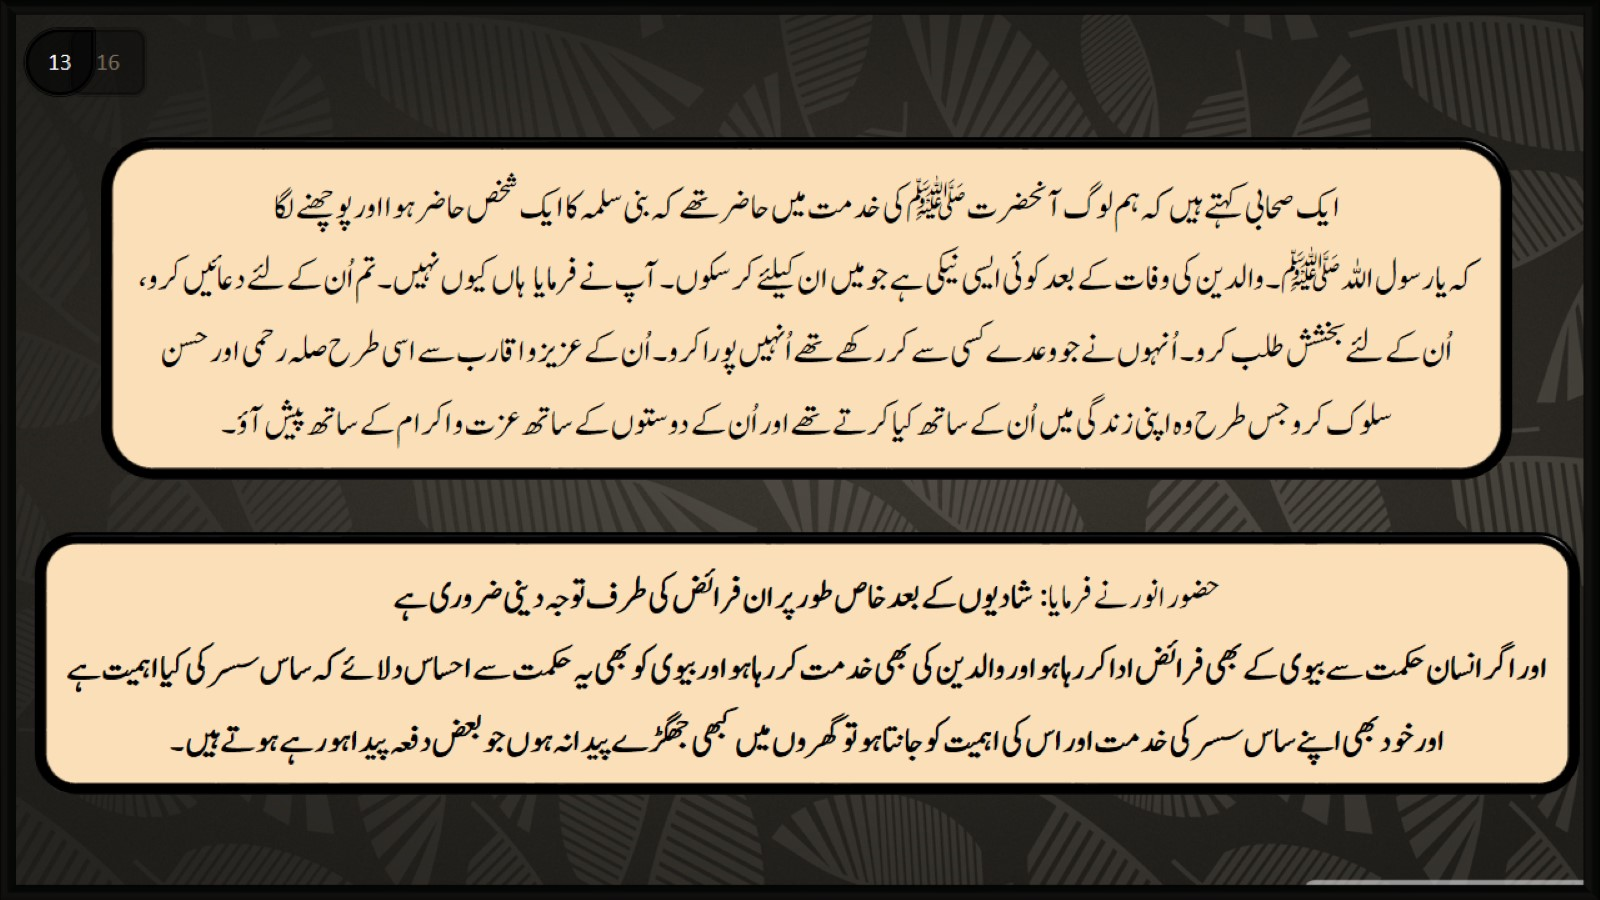 13 16
ایک صحابی کہتے ہیں کہ ہم لوگ آنحضرت ﷺ کی خدمت میں حاضر تھے کہ بنی سلمہ کا ایک شخص حاضر ہوا اور پوچھنے لگا
کہ یا رسول اللہ ﷺ۔ والدین کی وفات کے بعد کوئی ایسی نیکی ہے جو میں ان کیلئے کر سکوں۔ آپ نے فرمایا ہاں کیوں نہیں۔ تم اُن کے لئے دعائیں کرو،
اُن کے لئے بخشش طلب کرو۔ اُنہوں نے جو وعدے کسی سے کر رکھے تھے اُنہیں پورا کرو۔ اُن کے عزیز و اقارب سے اسی طرح صلہ رحمی اور حسن
سلوک کرو جس طرح وہ اپنی زندگی میں اُن کے ساتھ کیا کرتے تھے اور اُن کے دوستوں کے ساتھ عزت و اکرام کے ساتھ پیش آؤ۔
حضور انور نے فرمایا: شادیوں کے بعد خاص طور پر ان فرائض کی طرف توجہ دینی ضروری ہے
اور اگر انسان حکمت سے بیوی کے بھی فرائض ادا کر رہا ہو اور والدین کی بھی خدمت کر رہا ہو اور بیوی کو بھی یہ حکمت سے احساس دلائے کہ ساس سسر کی کیا اہمیت ہے
اور خود بھی اپنے ساس سسر کی خدمت اور اس کی اہمیت کو جانتا ہو تو گھروں میں کبھی جھگڑے پیدا نہ ہوں جو بعض دفعہ پیدا ہو رہے ہوتے ہیں۔